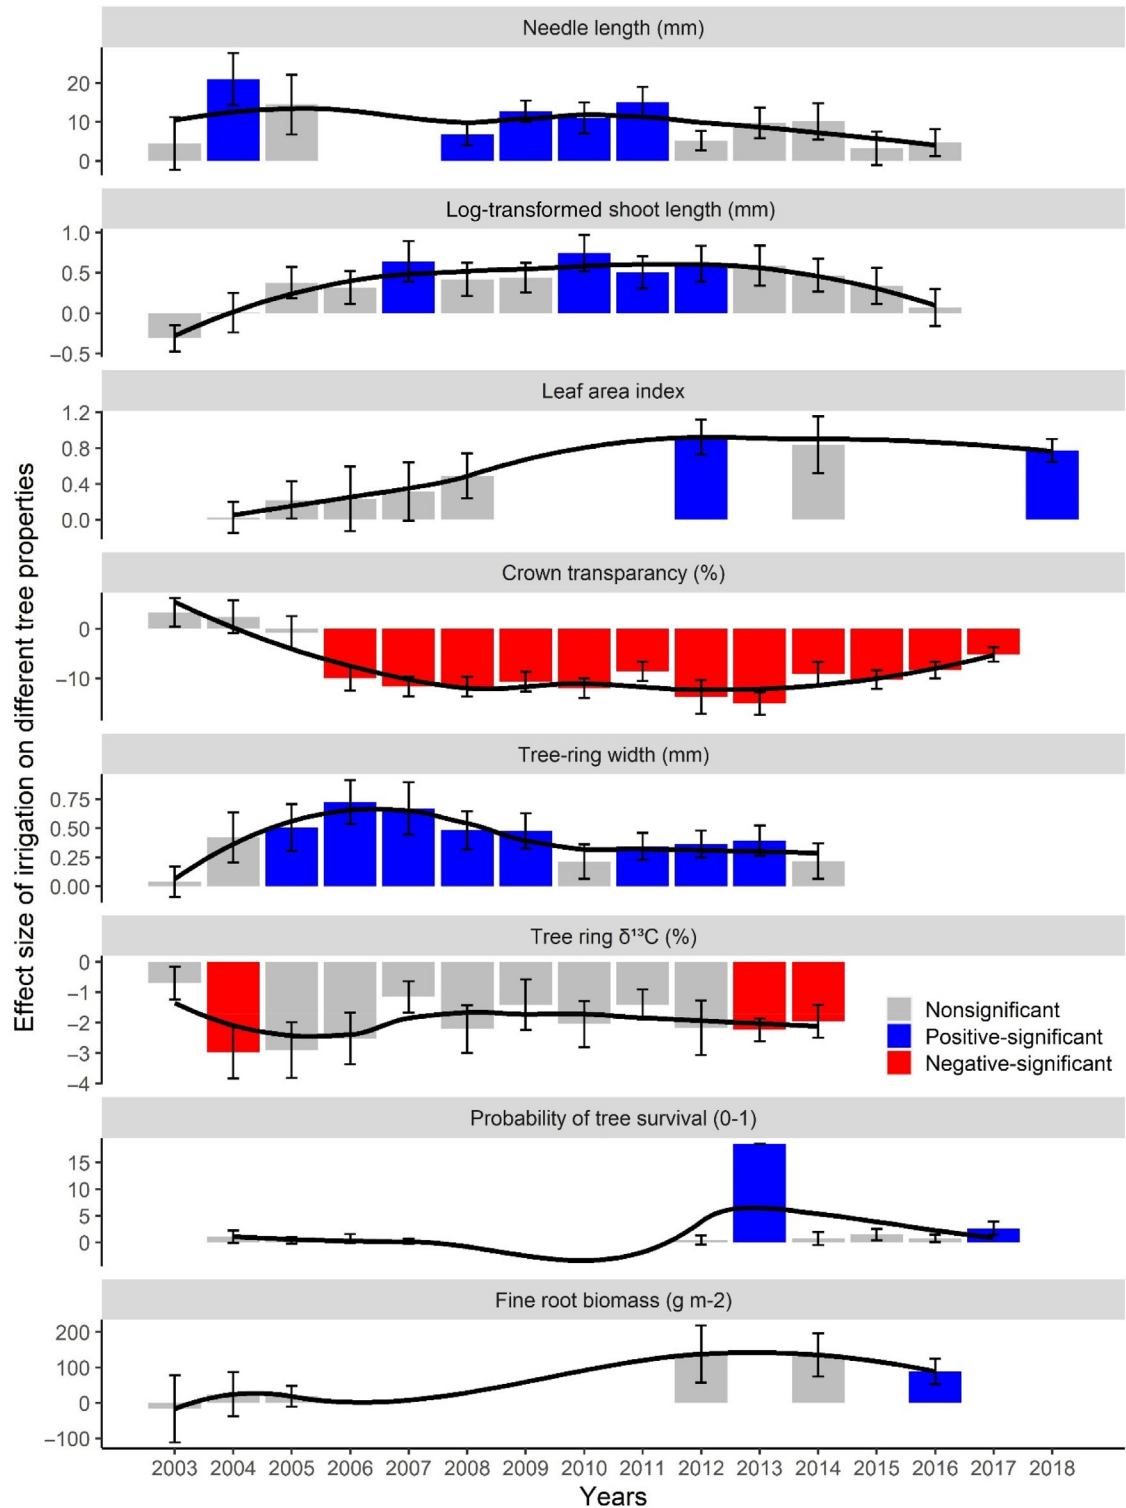 Effect size of irrigation on different tree properties
Needle length (mm)
20
10
0
Log-transformed shoot length (mm)
1.0
0.5
0.0
−0.5
Leaf area index
1.2
0.8
0.4
0.0
Crown transparancy (%)
0
−10
Tree-ring width (mm)
0.75
0.50
0.25
0.00
Tree ring δ¹³C (%)
0
−1
−2
−3
−4
Nonsignificant
Positive-significant
Negative-significant
Probability of tree survival (0-1)
15
10
5
0
Fine root biomass (g m-2)
200
100
0
−100
2003 2004 2005 2006 2007 2008 2009 2010 2011 2012 2013 2014 2015 2016 2017 2018
Years